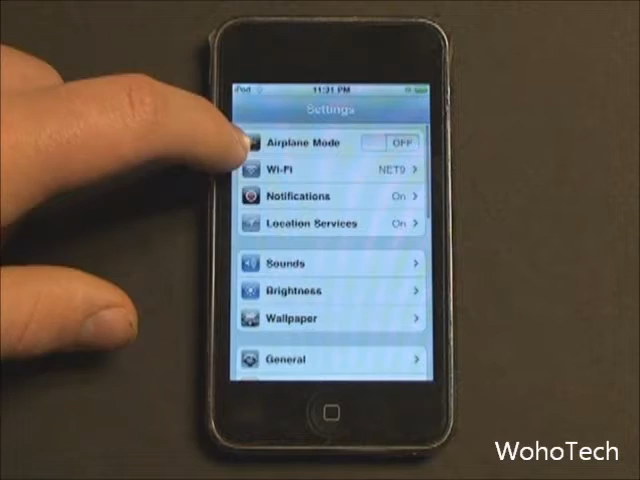 iPod 11:31 PM
Settings
Airplane Mode OFF
Wi-Fi NET9
Notifications On
Location Services On
Sounds
Brightness
Wallpaper
General
WohoTech